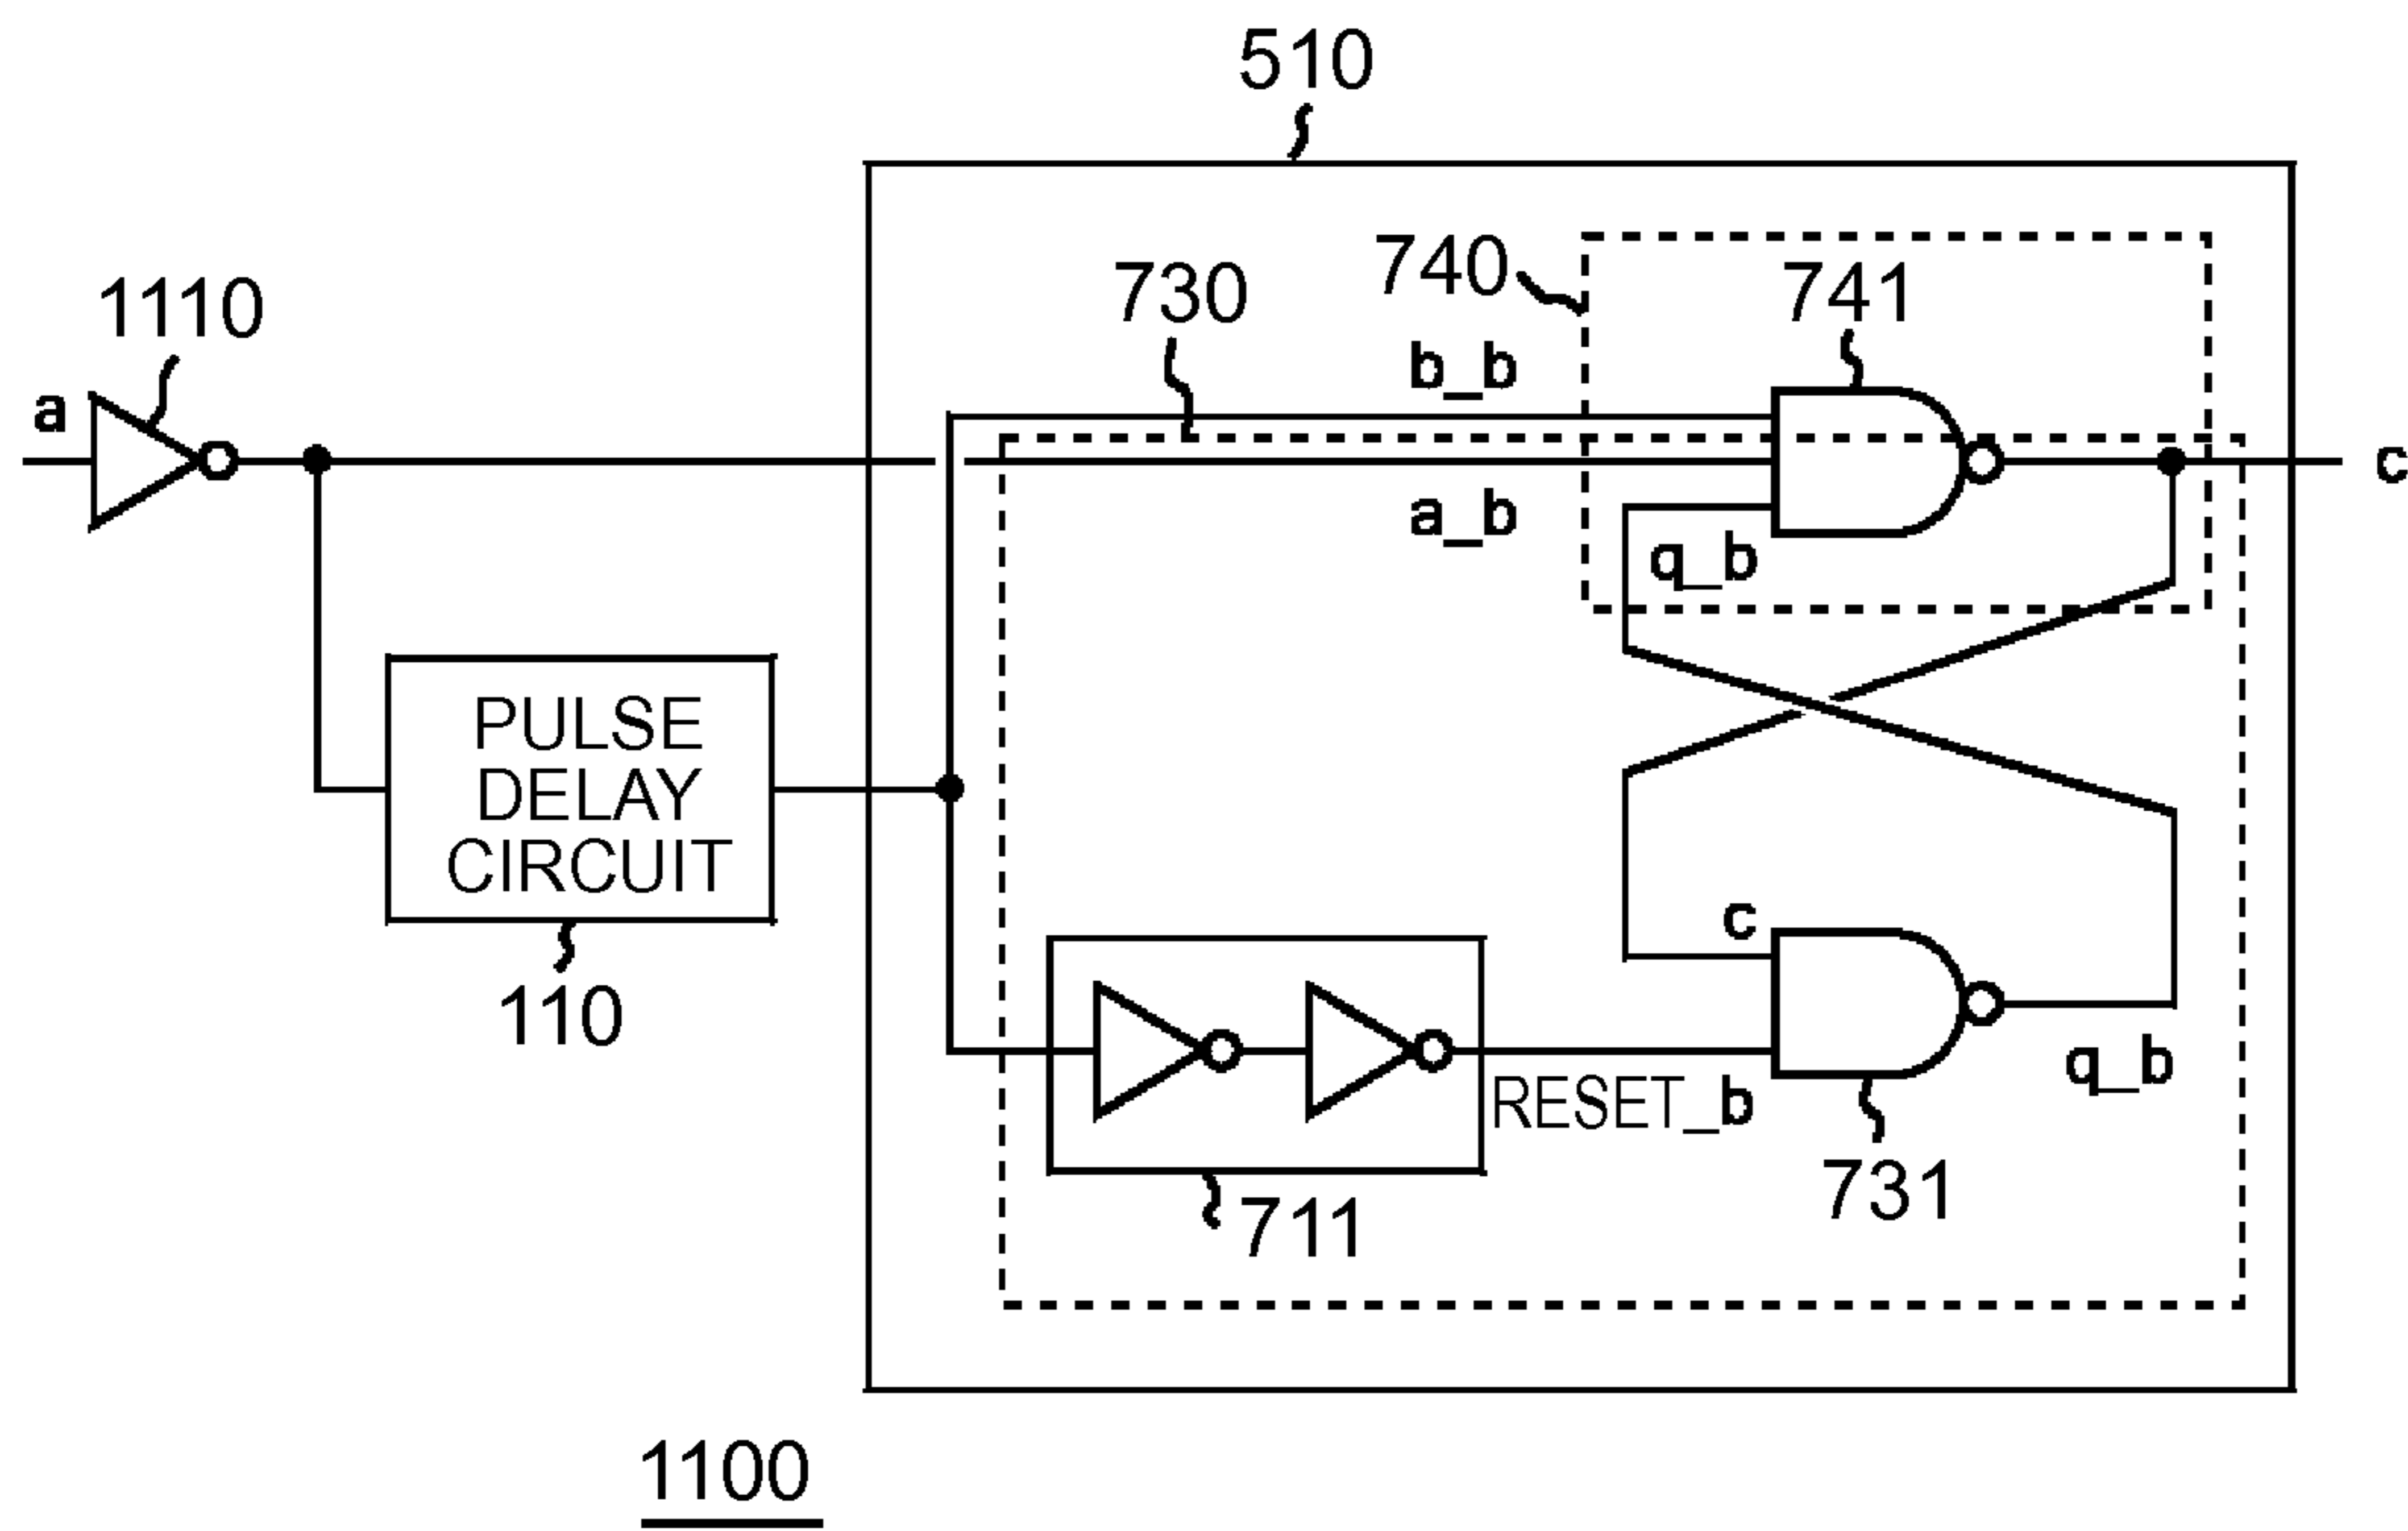 510
740
730
741
1110
b_b
a
c
a_b
q_b
PULSE
DELAY
CIRCUIT
c
110
q_b
RESET_b
731
711
1100